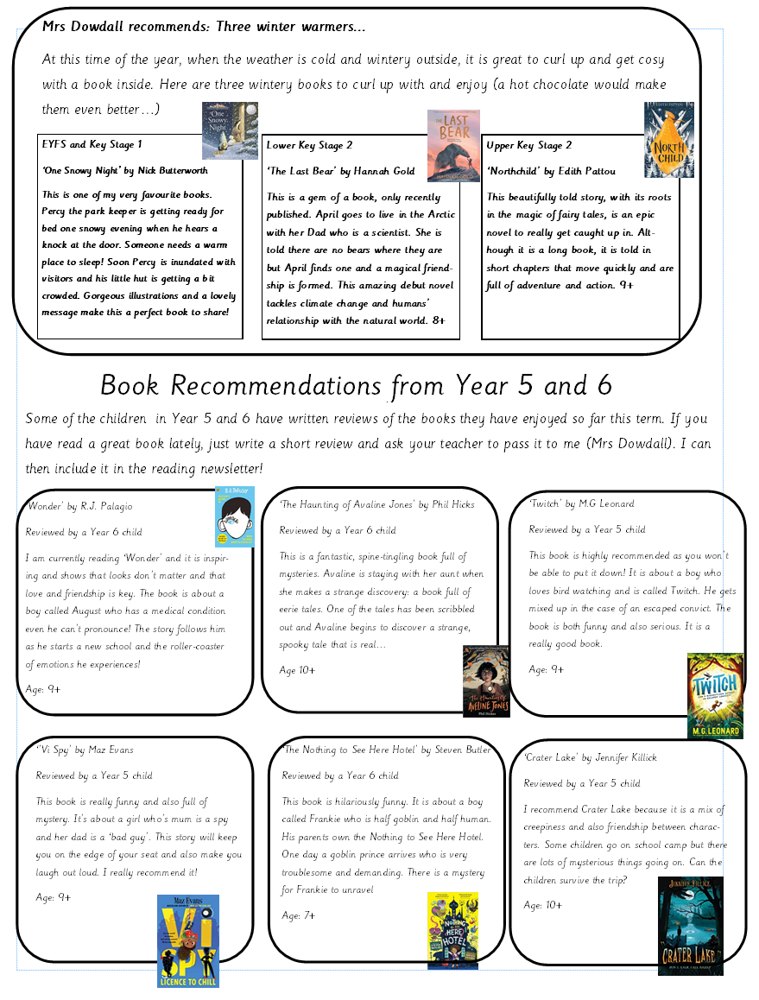 Mrs Dowdall recommends: Three winter warmers...
At this time of the year, when the weather is cold and wintery outside, it is great to curl up and get cosy
with a book inside. Here are three wintery books to curl up with and enjoy (a hot chocolate would make
them even better...)
EYFS and Key Stage 1
'One Snowy Night' by Nick Butterworth
This is one of my very favourite books.
Percy the park keeper is getting ready for
bed one snowy evening when he hears a
knock at the door. Someone needs a warm
place to sleep! Soon Percy is inundated with
visitors and his little hut is getting a bit
crowded. Gorgeous illustrations and a lovely
message make this a perfect book to share!
One
Snowy
Night
Lower Key Stage 2
'The Last Bear' by Hannah Gold
This is a gem of a book, only recently
published. April goes to live in the Arctic
with her Dad who is a scientist. She is
told there are no bears where they are
but April finds one and a magical friend-
ship is formed. This amazing debut novel
tackles climate change and humans'
relationship with the natural world. 8+
THE LAST
BEAR
HANNAH GOLD
Upper Key Stage 2
'Northchild' by Edith Pattou
This beautifully told story, with its roots
in the magic of fairy tales, is an epic
novel to really get caught up in. Alt-
hough it is a long book, it is told in
short chapters that move quickly and are
full of adventure and action. 9+
EDITH PATTOU
NORTH
CHILD
Book Recommendations from Year 5 and 6
Some of the children in Year 5 and 6 have written reviews of the books they have enjoyed so far this term. If you
have read a great book lately, just write a short review and ask your teacher to pass it to me (Mrs Dowdall). I can
then include it in the reading newsletter!
'Wonder' by R.J. Palagio
Reviewed by a Year 6 child
I am currently reading 'Wonder' and it is inspir-
ing and shows that looks don't matter and that
love and friendship is key. The book is about a
boy called August who has a medical condition
even he can't pronounce! The story follows him
as he starts a new school and the roller-coaster
of emotions he experiences!
Age: 9+
'The Haunting of Avaline Jones' by Phil Hicks
Reviewed by a Year 6 child
This is a fantastic, spine-tingling book full of
mysteries. Avaline is staying with her aunt when
she makes a strange discovery: a book full of
eerie tales. One of the tales has been scribbled
out and Avaline begins to discover a strange,
spooky tale that is real...
Age 10+
The Haunting of
AVELINE JONES
Phil Hickes
'Twitch' by M.G Leonard
Reviewed by a Year 5 child
This book is highly recommended as you won't
be able to put it down! It is about a boy who
loves bird watching and is called Twitch. He gets
mixed up in the case of an escaped convict. The
book is both funny and also serious. It is a
really good book.
Age: 9+
TWITCH
M.G. LEONARD
''Vi Spy' by Maz Evans
Reviewed by a Year 5 child
This book is really funny and also full of
mystery. It's about a girl who's mum is a spy
and her dad is a 'bad guy'. This story will keep
you on the edge of your seat and also make you
laugh out loud. I really recommend it!
Age: 9+
Maz Evans
Vi
SPY
LICENCE TO CHILL
'The Nothing to See Here Hotel' by Steven Butler
Reviewed by a Year 6 child
This book is hilariously funny. It is about a boy
called Frankie who is half goblin and half human.
His parents own the Nothing to See Here Hotel.
One day a goblin prince arrives who is very
troublesome and demanding. There is a mystery
for Frankie to unravel
Age: 7+
NOTHING
HERE
HOTEL
'Crater Lake' by Jennifer Killick
Reviewed by a Year 5 child
I recommend Crater Lake because it is a mix of
creepiness and also friendship between charac-
ters. Some children go on school camp but there
are lots of mysterious things going on. Can the
children survive the trip?
Age: 10+
JENNIFER KILLICK
CRATER LAKE